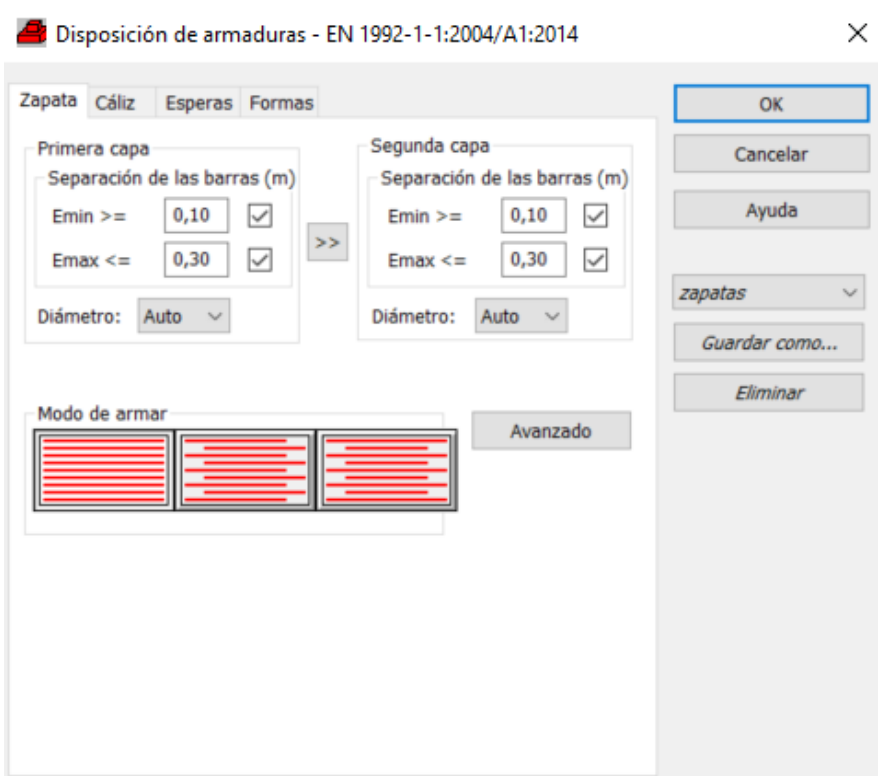 Disposición de armaduras - EN 1992-1-1:2004/A1:2014
Zapata Cáliz Esperas Formas
OK
Cancelar
Ayuda
zapatas
Guardar como...
Eliminar
Primera capa
Separación de las barras (m)
Emin >= 0,10
Emax <= 0,30
Diámetro: Auto
>>
Segunda capa
Separación de las barras (m)
Emin >= 0,10
Emax <= 0,30
Diámetro: Auto
Modo de armar
Avanzado